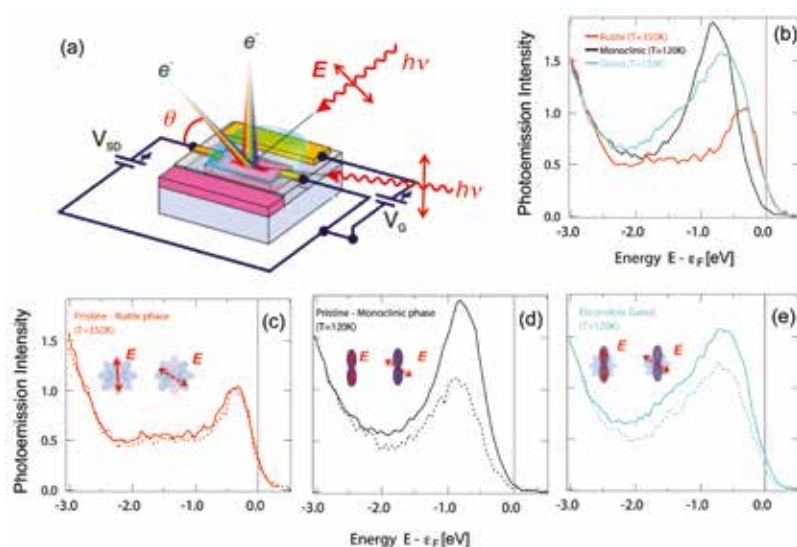 (a)
e-
e-
E
hν
θ
V_SD
hν
V_G
(b)
Photoemission Intensity
1.5
1.0
0.5
0.0
Rutile (T=350K)
Monoclinic (T=120K)
-3.0 -2.0 -1.0 0.0
Energy E - ε_F [eV]
(c)
Photoemission Intensity
1.5
1.0
0.5
0.0
Pristine - Rutile phase
(T=350K)
E
E
-3.0 -2.0 -1.0 0.0
(d)
Pristine - Monoclinic phase
(T=120K)
E
E
-3.0 -2.0 -1.0 0.0
Energy E - ε_F [eV]
(e)
Electrolyte Gated
(T=120K)
E
E
-3.0 -2.0 -1.0 0.0